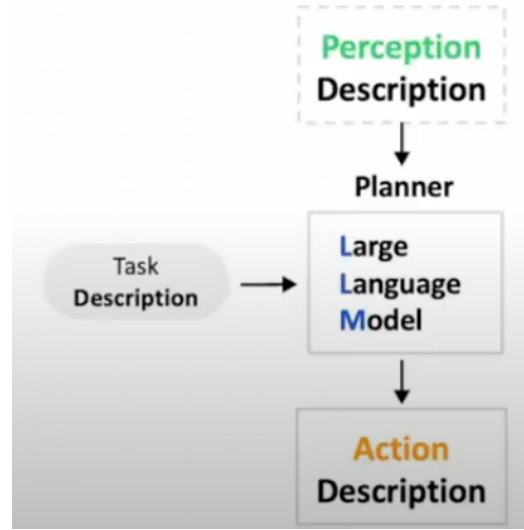 Perception
Description
Planner
Task
Description
Large
Language
Model
Action
Description